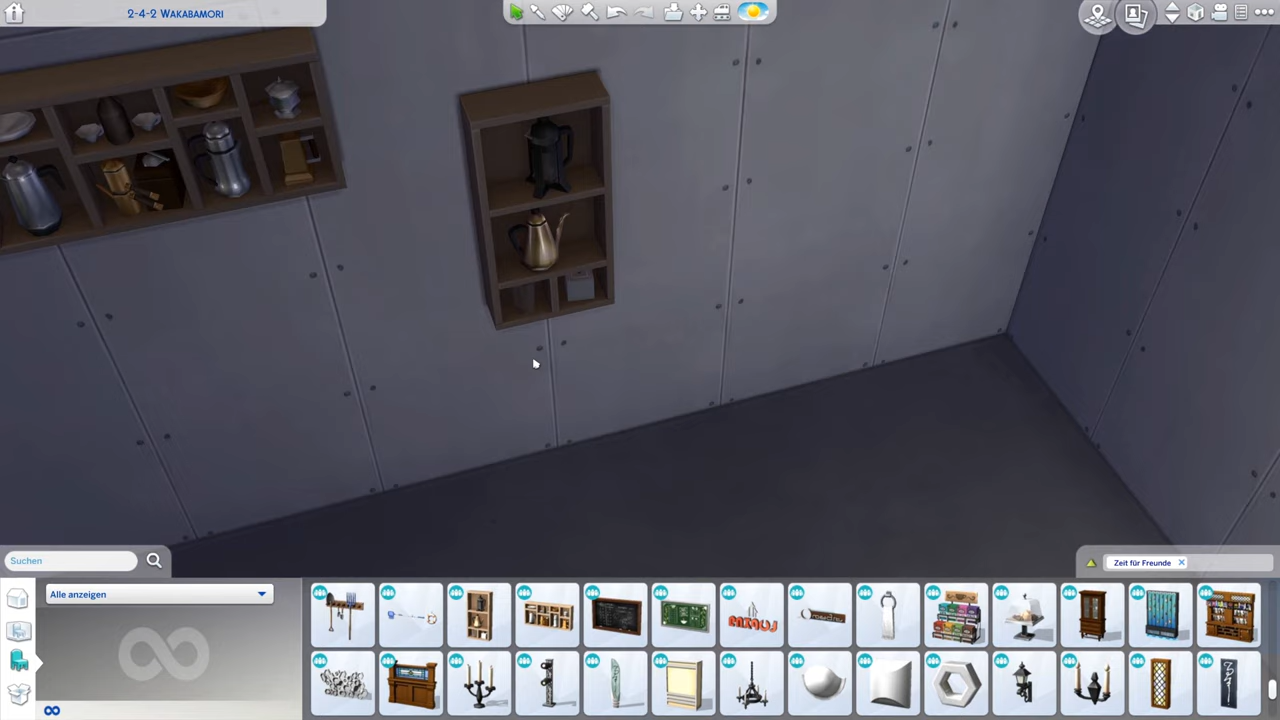 2-4-2 Wakabamori
Suchen
Zeit für Freunde
Alle anzeigen